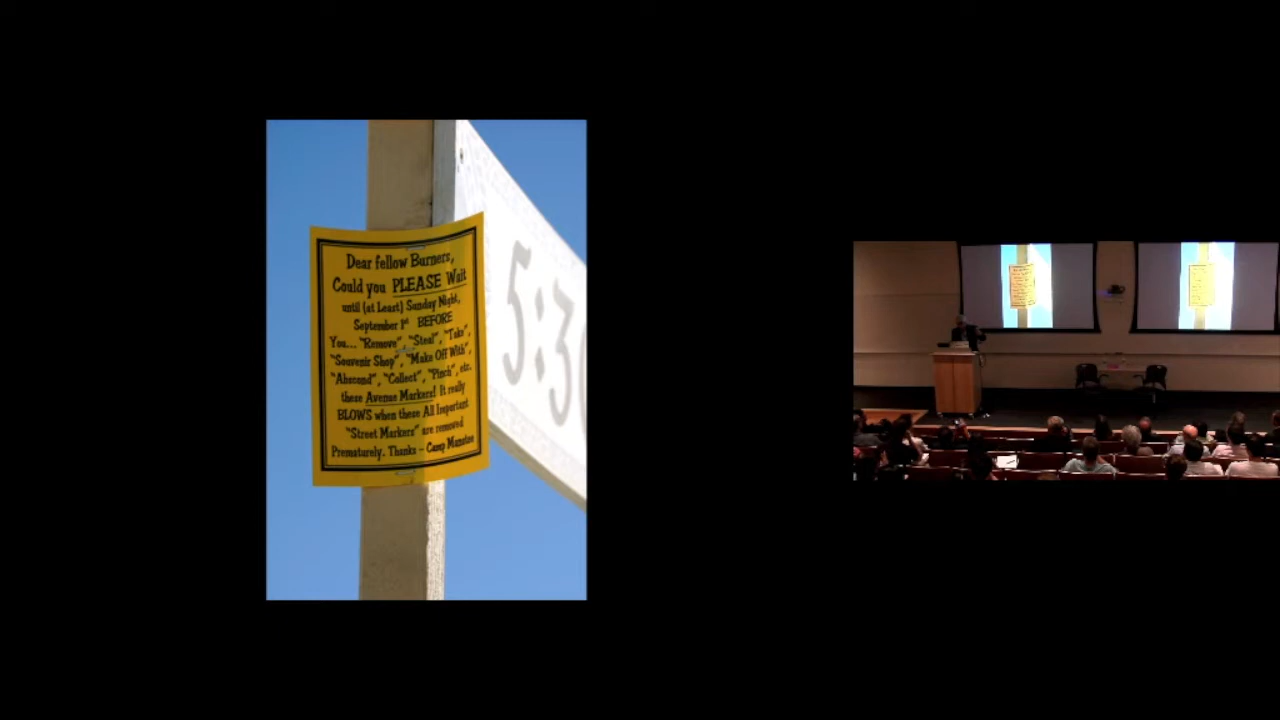 Dear fellow Burners,
Could you PLEASE Wait
until (at Least) Sunday Night,
September 1st BEFORE
You... "Remove", "Steal", "Take",
"Souvenir Shop", "Make Off With",
"Abscond", "Collect", "Pinch", etc.
these Avenue Markers! It really
BLOWS when these All Important
"Street Markers" are removed
Prematurely. Thanks – Camp
5:30